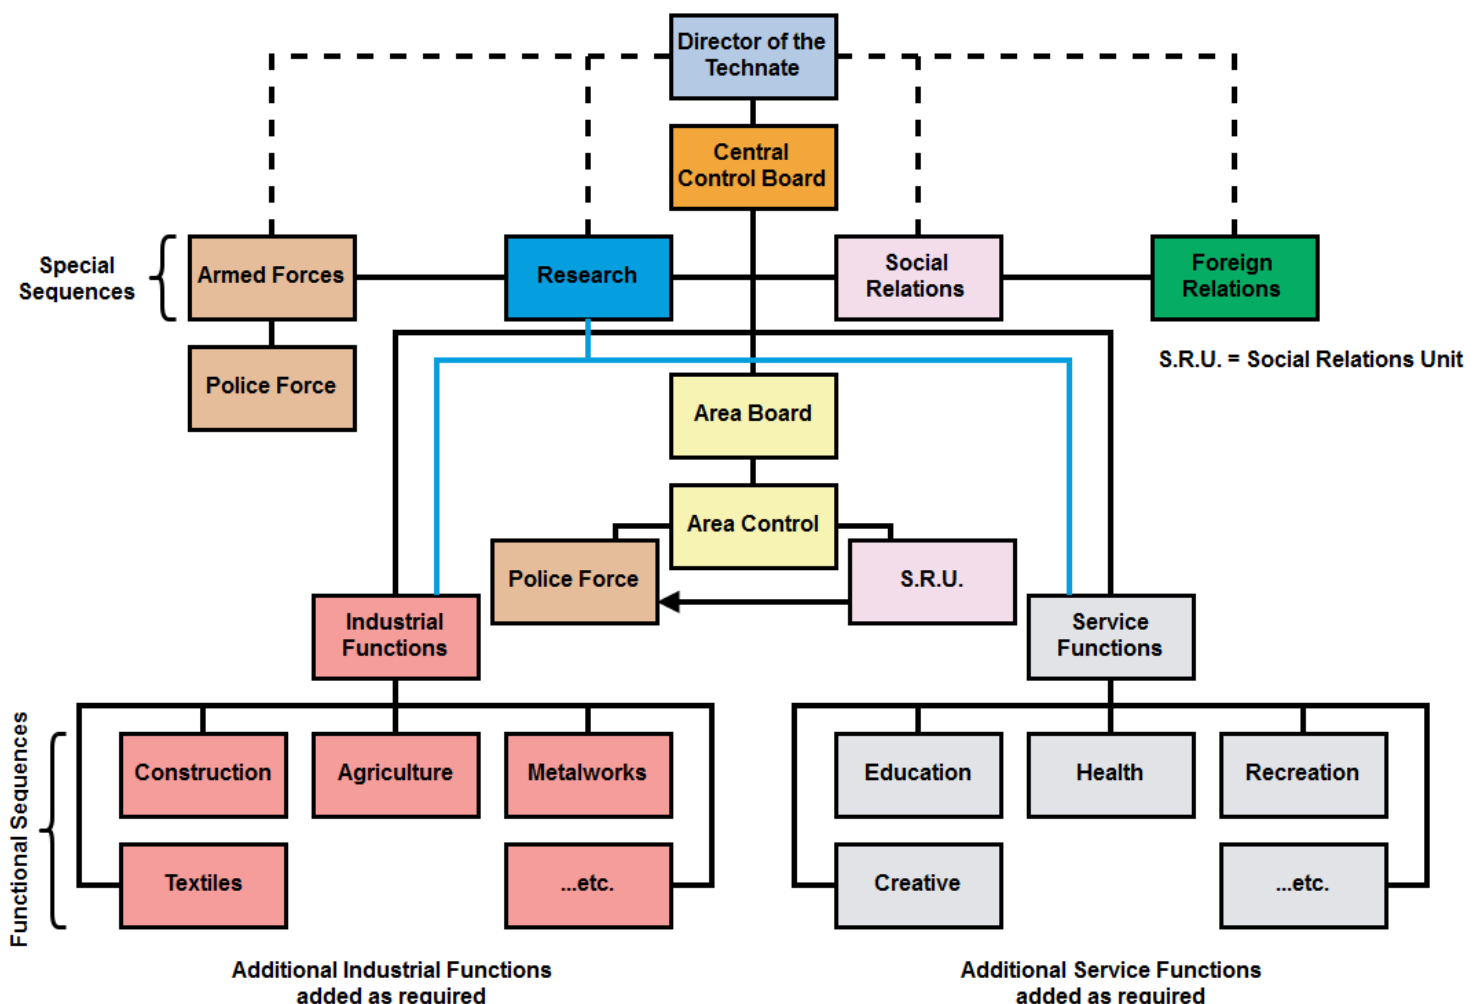 Director of the
Technate
Central
Control Board
Special
Sequences
Armed Forces
Research
Social
Relations
Foreign
Relations
Police Force
S.R.U. = Social Relations Unit
Area Board
Area Control
Police Force
S.R.U.
Industrial
Functions
Service
Functions
Functional Sequences
Construction
Agriculture
Metalworks
Education
Health
Recreation
Textiles
...etc.
Creative
...etc.
Additional Industrial Functions
added as required
Additional Service Functions
added as required